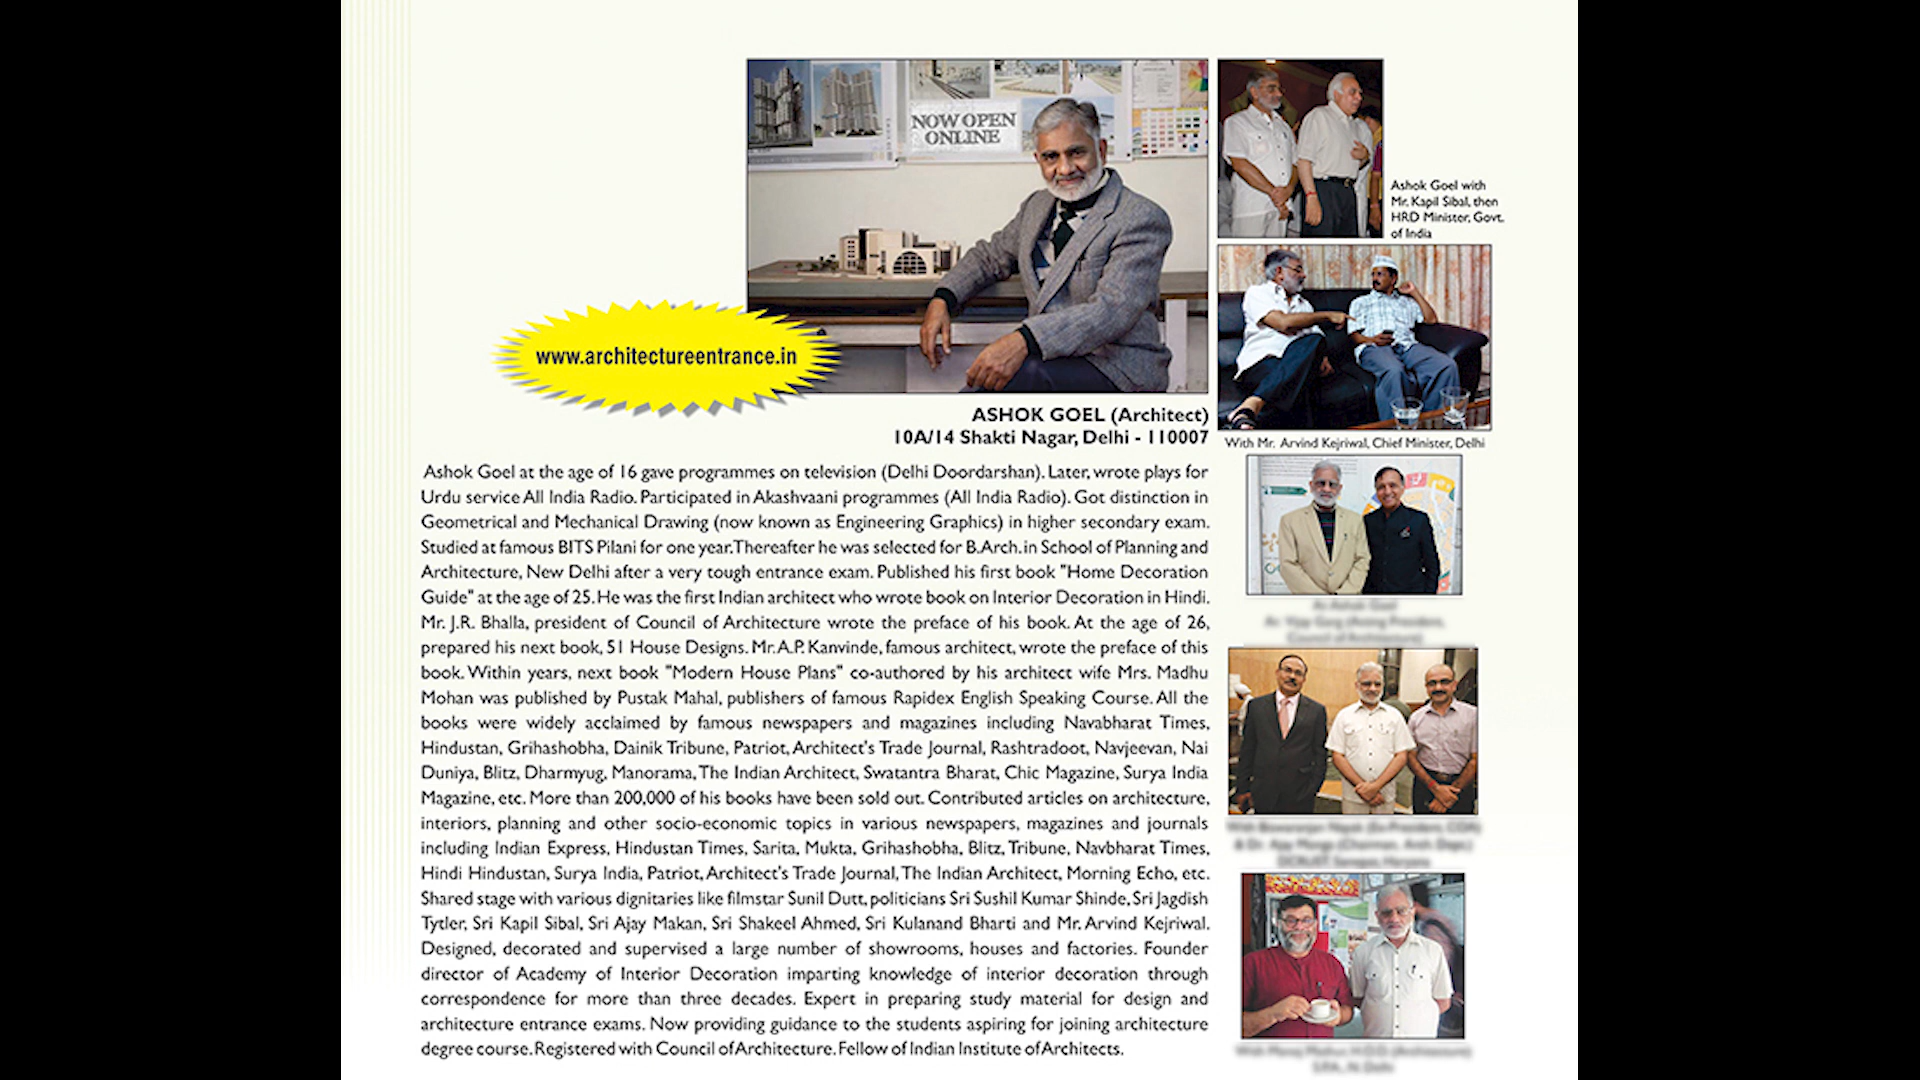 NOW OPEN
ONLINE
www.architectureentrance.in
ASHOK GOEL (Architect)
10A/14 Shakti Nagar, Delhi - 110007
Ashok Goel at the age of 16 gave programmes on television (Delhi Doordarshan). Later, wrote plays for
Urdu service All India Radio. Participated in Akashvaani programmes (All India Radio). Got distinction in
Geometrical and Mechanical Drawing (now known as Engineering Graphics) in higher secondary exam.
Studied at famous BITS Pilani for one year. Thereafter he was selected for B.Arch. in School of Planning and
Architecture, New Delhi after a very tough entrance exam. Published his first book "Home Decoration
Guide" at the age of 25. He was the first Indian architect who wrote book on Interior Decoration in Hindi.
Mr. J.R. Bhalla, president of Council of Architecture wrote the preface of his book. At the age of 26,
prepared his next book, 51 House Designs. Mr. A.P. Kanvinde, famous architect, wrote the preface of this
book. Within years, next book "Modern House Plans" co-authored by his architect wife Mrs. Madhu
Mohan was published by Pustak Mahal, publishers of famous Rapidex English Speaking Course. All the
books were widely acclaimed by famous newspapers and magazines including Navabharat Times,
Hindustan, Grihashobha, Dainik Tribune, Patriot, Architect's Trade Journal, Rashtradoot, Navjeevan, Nai
Duniya, Blitz, Dharmyug, Manorama, The Indian Architect, Swatantra Bharat, Chic Magazine, Surya India
Magazine, etc. More than 200,000 of his books have been sold out. Contributed articles on architecture,
interiors, planning and other socio-economic topics in various newspapers, magazines and journals
including Indian Express, Hindustan Times, Sarita, Mukta, Grihashobha, Blitz, Tribune, Navbharat Times,
Hindi Hindustan, Surya India, Patriot, Architect's Trade Journal, The Indian Architect, Morning Echo, etc.
Shared stage with various dignitaries like filmstar Sunil Dutt, politicians Sri Sushil Kumar Shinde, Sri Jagdish
Tytler, Sri Kapil Sibal, Sri Ajay Makan, Sri Shakeel Ahmed, Sri Kulanand Bharti and Mr. Arvind Kejriwal.
Designed, decorated and supervised a large number of showrooms, houses and factories. Founder
director of Academy of Interior Decoration imparting knowledge of interior decoration through
correspondence for more than three decades. Expert in preparing study material for design and
architecture entrance exams. Now providing guidance to the students aspiring for joining architecture
degree course. Registered with Council of Architecture. Fellow of Indian Institute of Architects.
Ashok Goel with
Mr. Kapil Sibal, then
HRD Minister, Govt.
of India
With Mr. Arvind Kejriwal, Chief Minister, Delhi